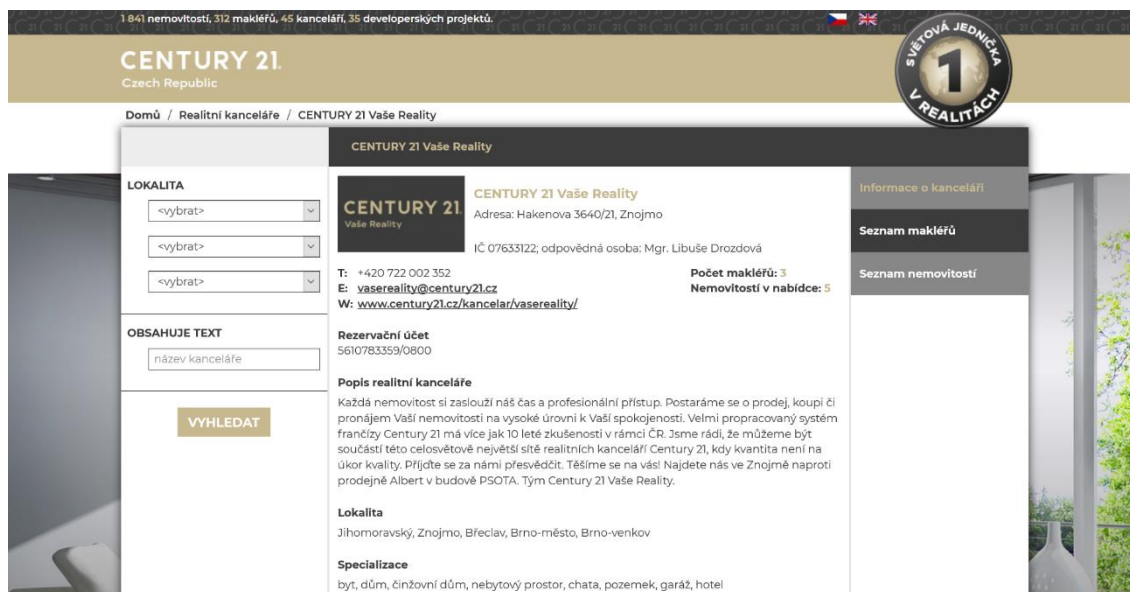 1 841 nemovitostí, 312 makléřů, 45 kanceláří, 35 developerských projektů.
CENTURY 21.
Czech Republic
SVĚTOVÁ JEDNIČKA
1
V REALITÁCH
Domů / Realitní kanceláře / CENTURY 21 Vaše Reality
CENTURY 21 Vaše Reality
LOKALITA
<vybrat>
<vybrat>
<vybrat>
OBSAHUJE TEXT
název kanceláře
VYHLEDAT
CENTURY 21.
Vaše Reality
CENTURY 21 Vaše Reality
Adresa: Hakenova 3640/21, Znojmo
IČ 07633122; odpovědná osoba: Mgr. Libuše Drozdová
T: +420 722 002 352
E: vasereality@century21.cz
W: www.century21.cz/kancelar/vasereality/
Počet makléřů: 3
Nemovitostí v nabídce: 5
Rezervační účet
5610783359/0800
Popis realitní kanceláře
Každá nemovitost si zaslouží náš čas a profesionální přístup. Postaráme se o prodej, koupi či
pronájem Vaší nemovitosti na vysoké úrovni k Vaší spokojenosti. Velmi propracovaný systém
frančízy Century 21 má více jak 10 leté zkušenosti v rámci ČR. Jsme rádi, že můžeme být
součástí této celosvětově největší sítě realitních kanceláří Century 21, kdy kvantita není na
úkor kvality. Příjďte se za námi přesvědčit. Těšíme se na vás! Najdete nás ve Znojmě naproti
prodejně Albert v budově PSOTA. Tým Century 21 Vaše Reality.
Lokalita
Jihomoravský, Znojmo, Břeclav, Brno-město, Brno-venkov
Specializace
byt, dům, činžovní dům, nebytový prostor, chata, pozemek, garáž, hotel
Informace o kanceláři
Seznam makléřů
Seznam nemovitostí